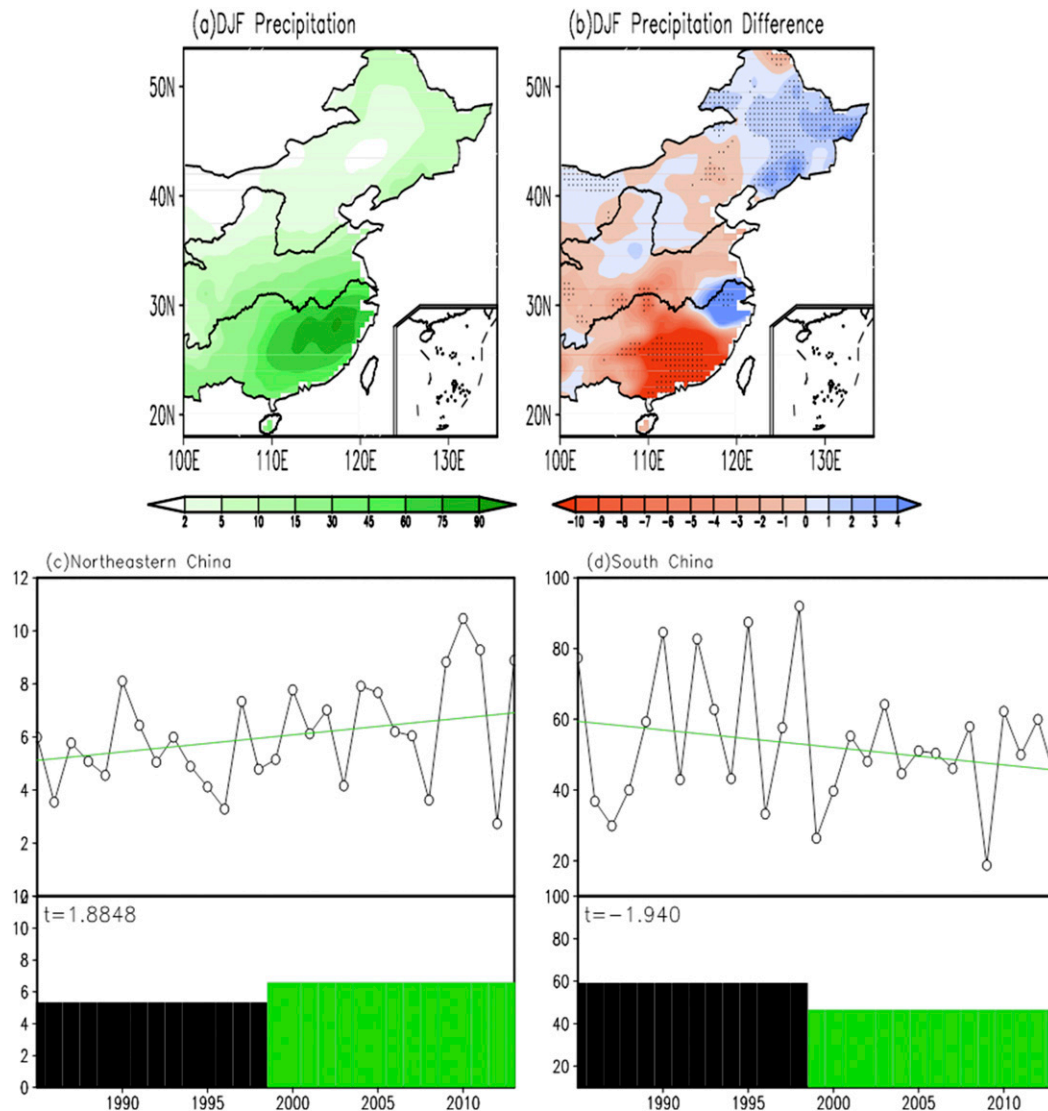 (a)DJF Precipitation
(b)DJF Precipitation Difference
50N
40N
30N
20N
100E 110E 120E 130E
50N
40N
30N
20N
100E 110E 120E 130E
2 5 10 15 30 45 60 75 90
-10 -9 -8 -7 -6 -5 -4 -3 -2 -1 0 1 2 3 4
(c)Northeastern China
12
10
8
6
4
2
t=1.8848
10
8
6
4
2
0
1990 1995 2000 2005 2010
(d)South China
100
80
60
40
20
100
t=-1.940
80
60
40
20
1990 1995 2000 2005 2010